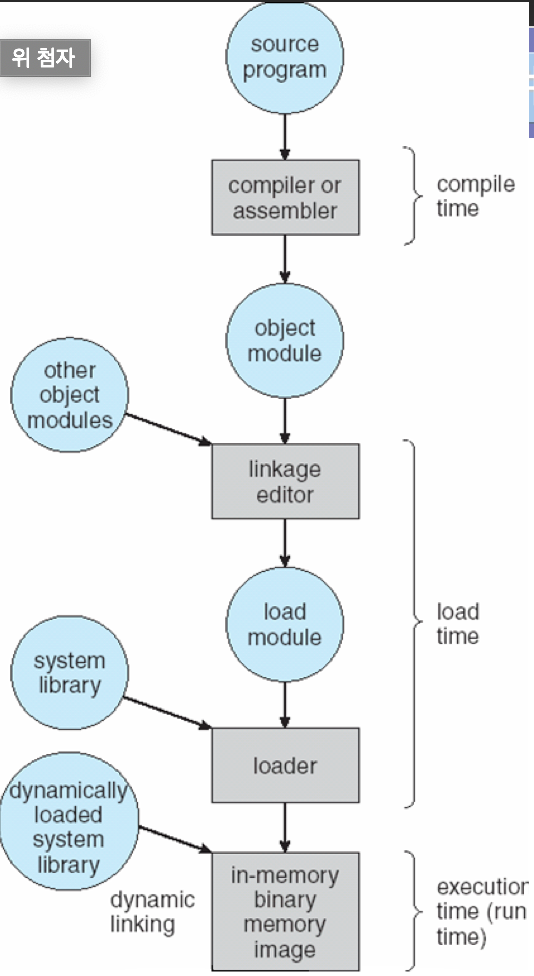 위 첨자
source
program
compiler or
assembler
compile
time
object
module
other
object
modules
linkage
editor
load
module
load
time
system
library
loader
dynamically
loaded
system
library
dynamic
linking
in-memory
binary
memory
image
execution
time (run
time)